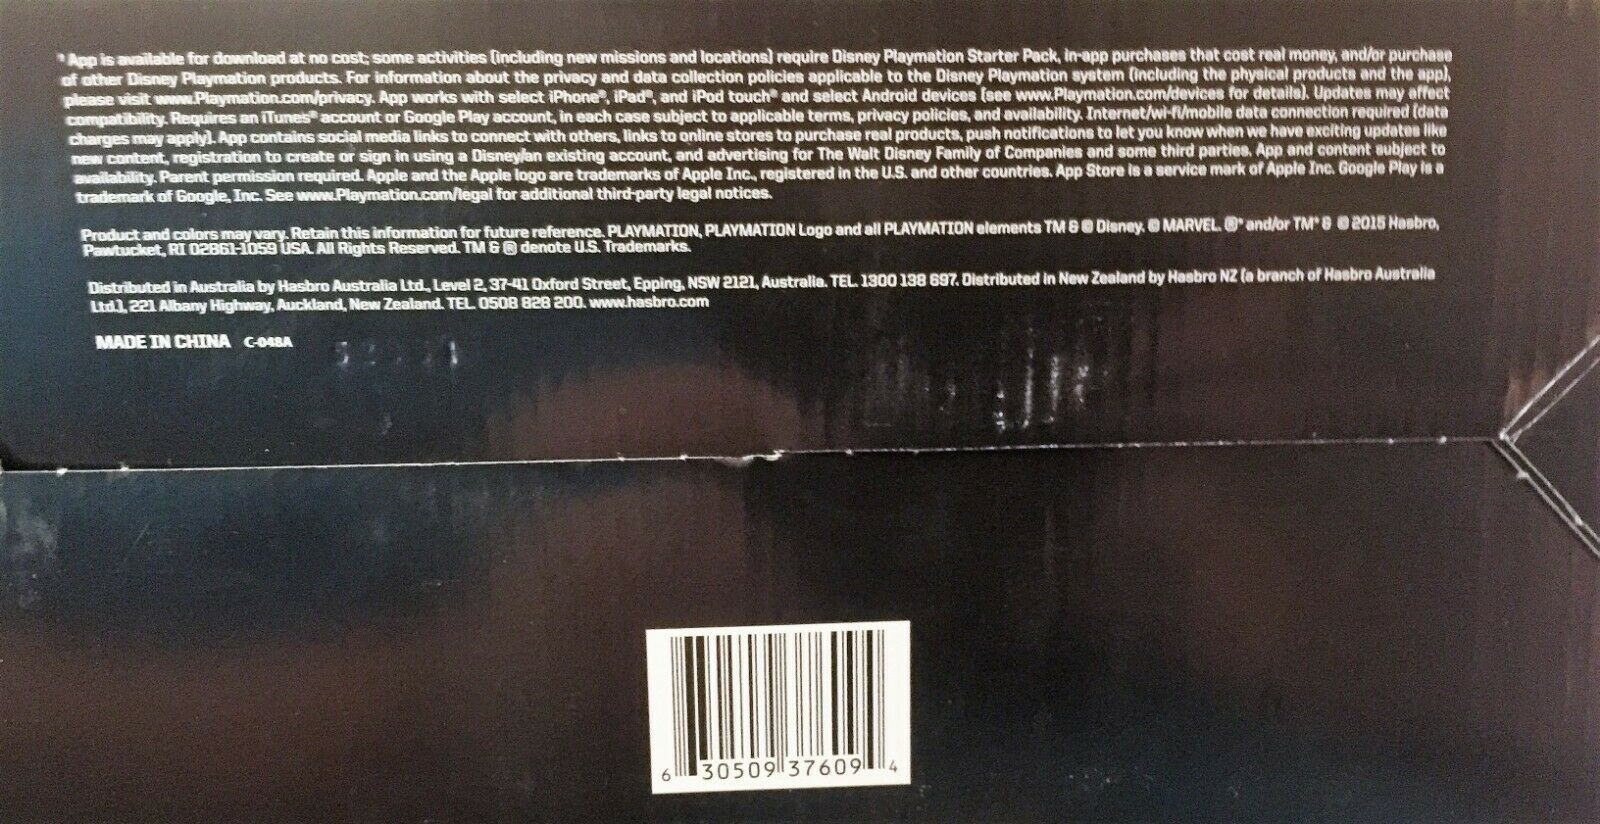 * App is available for download at no cost; some activities (including new missions and locations) require Disney Playmation Starter Pack, in-app purchases that cost real money, and/or purchase
of other Disney Playmation products. For information about the privacy and data collection policies applicable to the Disney Playmation system (including the physical products and the app),
please visit www.Playmation.com/privacy. App works with select iPhone®, iPad®, and iPod touch® and select Android devices (see www.Playmation.com/devices for details). Updates may affect
compatibility. Requires an iTunes® account or Google Play account, in each case subject to applicable terms, privacy policies, and availability. Internet/wi-fi/mobile data connection required (data
charges may apply). App contains social media links to connect with others, links to online stores to purchase real products, push notifications to let you know when we have exciting updates like
new content, registration to create or sign in using a Disney/an existing account, and advertising for The Walt Disney Family of Companies and some third parties. App and content subject to
availability. Parent permission required. Apple and the Apple logo are trademarks of Apple Inc., registered in the U.S. and other countries. App Store is a service mark of Apple Inc. Google Play is a
trademark of Google, Inc. See www.Playmation.com/legal for additional third-party legal notices.
Product and colors may vary. Retain this information for future reference. PLAYMATION, PLAYMATION Logo and all PLAYMATION elements TM & © Disney. © MARVEL. ®* and/or TM* & © 2015 Hasbro,
Pawtucket, RI 02861-1059 USA. All Rights Reserved. TM & ® denote U.S. Trademarks.
Distributed in Australia by Hasbro Australia Ltd., Level 2, 37-41 Oxford Street, Epping, NSW 2121, Australia. TEL. 1300 138 697. Distributed in New Zealand by Hasbro NZ (a branch of Hasbro Australia
Ltd.), 221 Albany Highway, Auckland, New Zealand. TEL. 0508 828 200. www.hasbro.com
MADE IN CHINA C-048A
6 30509 37609 4